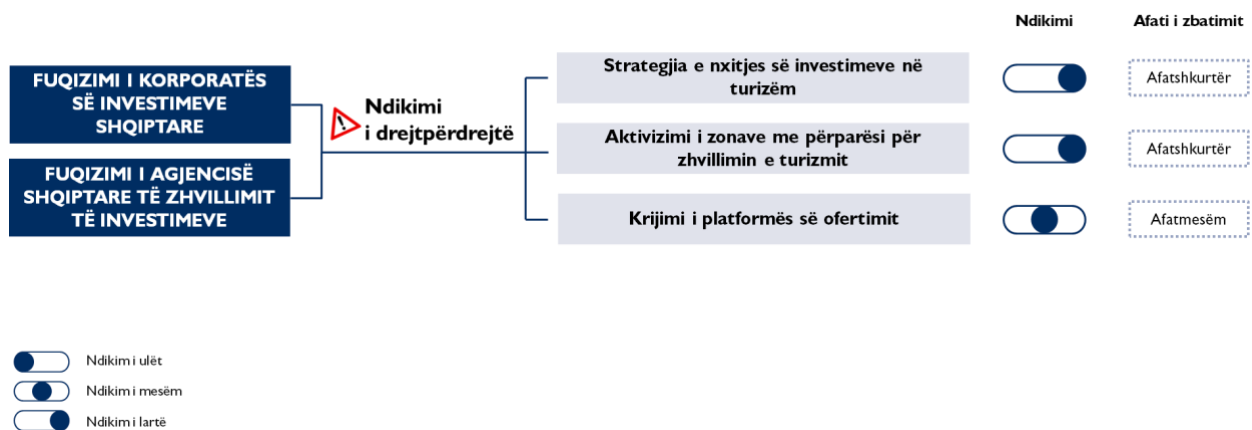 Ndikimi
Afati i zbatimit
FUQIZIMI I KORPORATËS
SË INVESTIMEVE
SHQIPTARE
FUQIZIMI I AGJENCISË
SHQIPTARE TË ZHVILLIMIT
TË INVESTIMEVE
Ndikimi
i drejtpërdrejtë
Strategjia e nxitjes së investimeve në
turizëm
Afatshkurtër
Aktivizimi i zonave me përparësi për
zhvillimin e turizmit
Afatshkurtër
Krijimi i platformës së ofertimit
Afatmesëm
Ndikim i ulët
Ndikim i mesëm
Ndikim i lartë